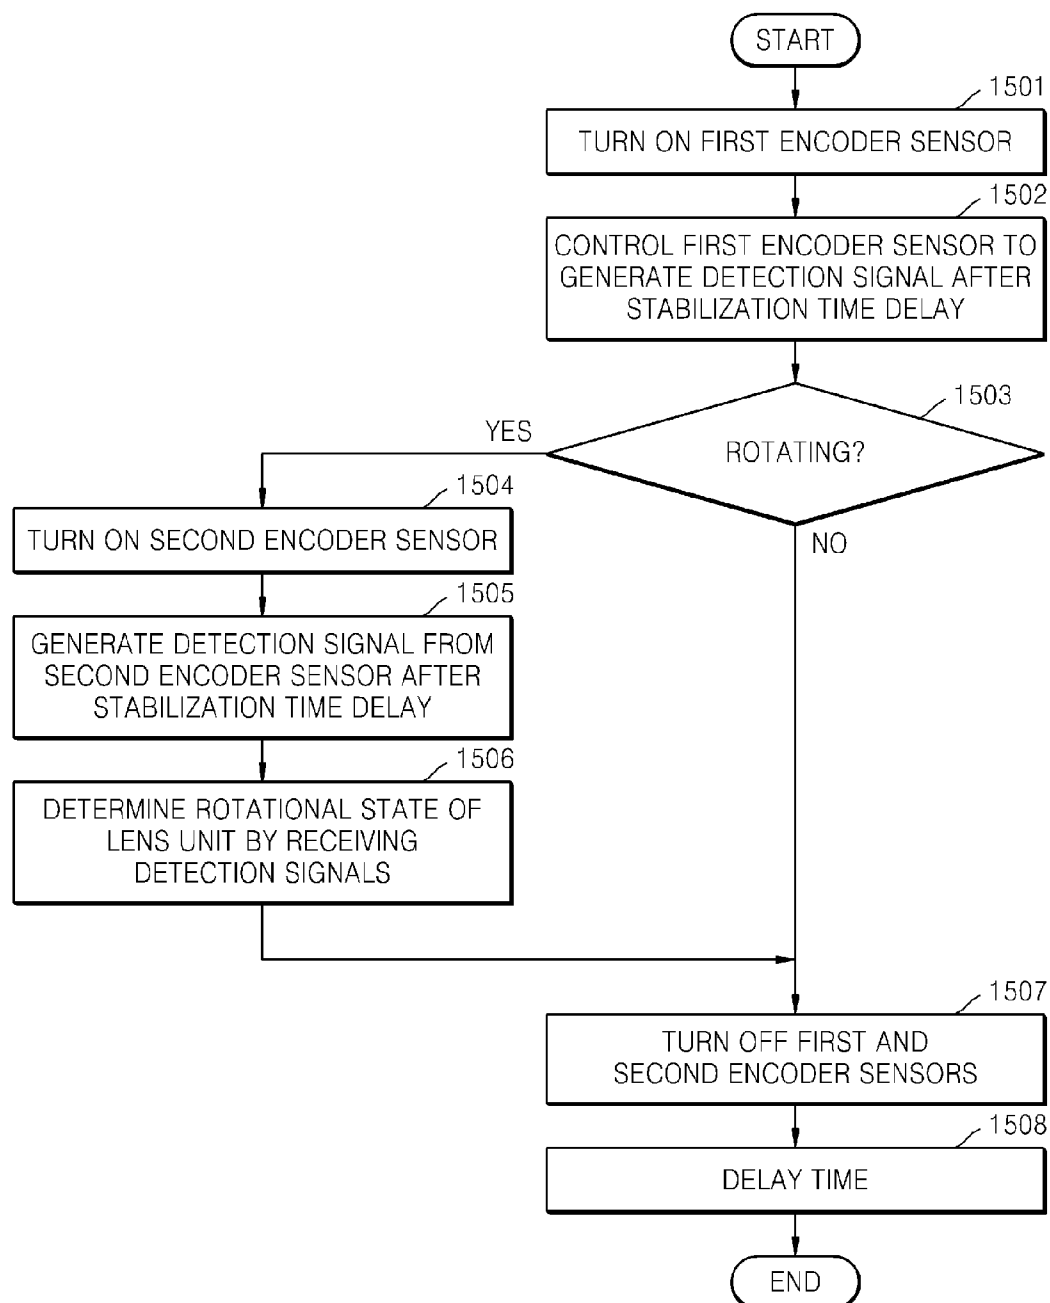 START
1501
TURN ON FIRST ENCODER SENSOR
1502
CONTROL FIRST ENCODER SENSOR TO
GENERATE DETECTION SIGNAL AFTER
STABILIZATION TIME DELAY
1503
ROTATING?
YES
NO
1504
TURN ON SECOND ENCODER SENSOR
1505
GENERATE DETECTION SIGNAL FROM
SECOND ENCODER SENSOR AFTER
STABILIZATION TIME DELAY
1506
DETERMINE ROTATIONAL STATE OF
LENS UNIT BY RECEIVING
DETECTION SIGNALS
1507
TURN OFF FIRST AND
SECOND ENCODER SENSORS
1508
DELAY TIME
END